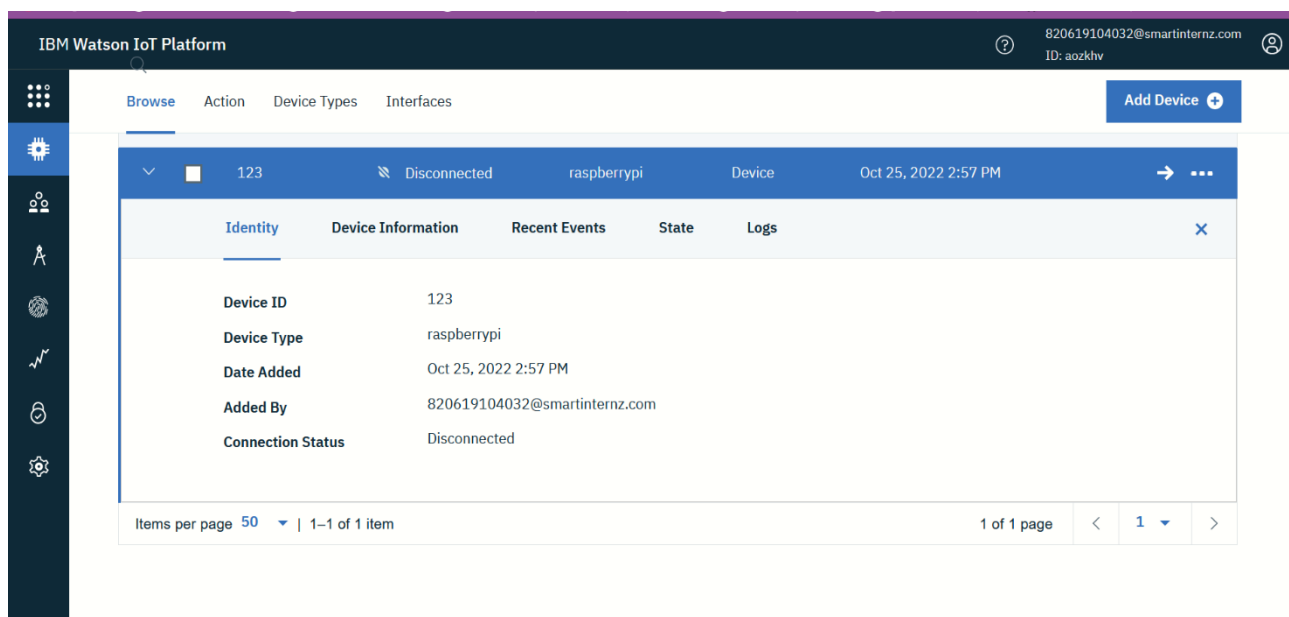 IBM Watson IoT Platform
820619104032@smartinternz.com
ID: aozkhv
Browse Action Device Types Interfaces Add Device
123 Disconnected raspberrypi Device Oct 25, 2022 2:57 PM
Identity Device Information Recent Events State Logs
Device ID 123
Device Type raspberrypi
Date Added Oct 25, 2022 2:57 PM
Added By 820619104032@smartinternz.com
Connection Status Disconnected
Items per page 50 | 1–1 of 1 item 1 of 1 page 1